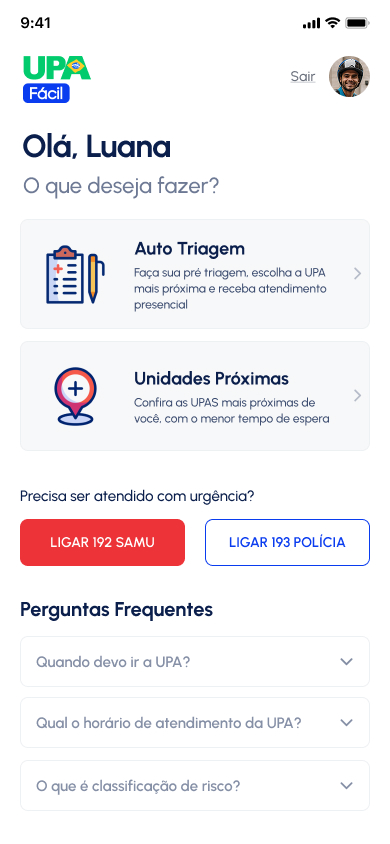 9:41
UPA
Fácil
Sair
Olá, Luana
O que deseja fazer?
Auto Triagem
Faça sua pré triagem, escolha a UPA
mais próxima e receba atendimento
presencial
Unidades Próximas
Confira as UPAS mais próximas de
você, com o menor tempo de espera
Precisa ser atendido com urgência?
LIGAR 192 SAMU
LIGAR 193 POLÍCIA
Perguntas Frequentes
Quando devo ir a UPA?
Qual o horário de atendimento da UPA?
O que é classificação de risco?